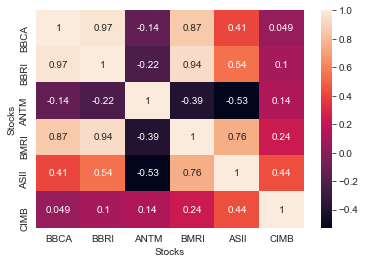 BBCA 1 0.97 -0.14 0.87 0.41 0.049
BBRI 0.97 1 -0.22 0.94 0.54 0.1
ANTM -0.14 -0.22 1 -0.39 -0.53 0.14
BMRI 0.87 0.94 -0.39 1 0.76 0.24
ASII 0.41 0.54 -0.53 0.76 1 0.44
CIMB 0.049 0.1 0.14 0.24 0.44 1
BBCA BBRI ANTM BMRI ASII CIMB
Stocks
Stocks
1.0
0.8
0.6
0.4
0.2
0.0
-0.2
-0.4